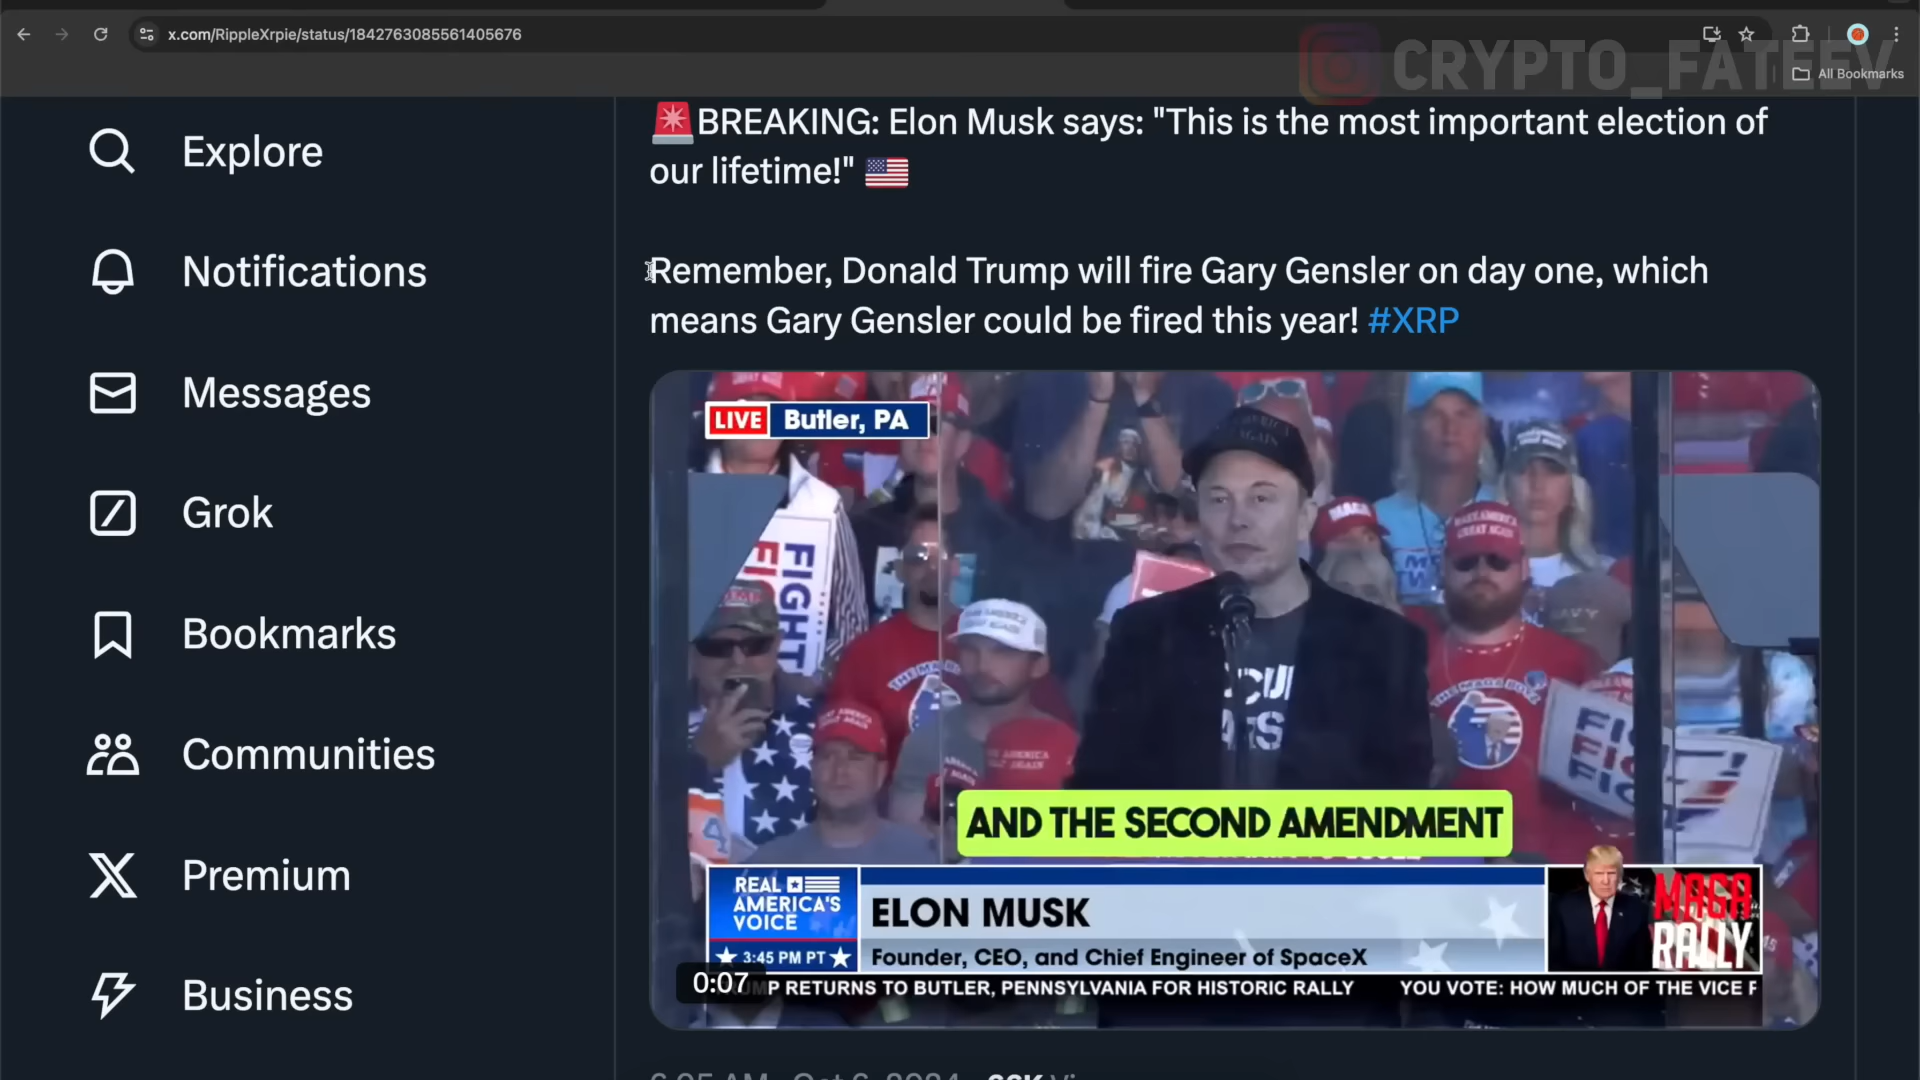 x.com/RippleXrpie/status/1842763085561405676
CRYPTO_FATEEV
All Bookmarks
Explore
Notifications
Messages
Grok
Bookmarks
Communities
Premium
Business
🚨BREAKING: Elon Musk says: "This is the most important election of
our lifetime!" 🇺🇸
Remember, Donald Trump will fire Gary Gensler on day one, which
means Gary Gensler could be fired this year! #XRP
LIVE Butler, PA
FIGHT
MAGA
AND THE SECOND AMENDMENT
REAL
AMERICA'S
VOICE
3:45 PM PT
ELON MUSK
Founder, CEO, and Chief Engineer of SpaceX
MAGA
RALLY
0:07
RETURNS TO BUTLER, PENNSYLVANIA FOR HISTORIC RALLY
YOU VOTE: HOW MUCH OF THE VICE